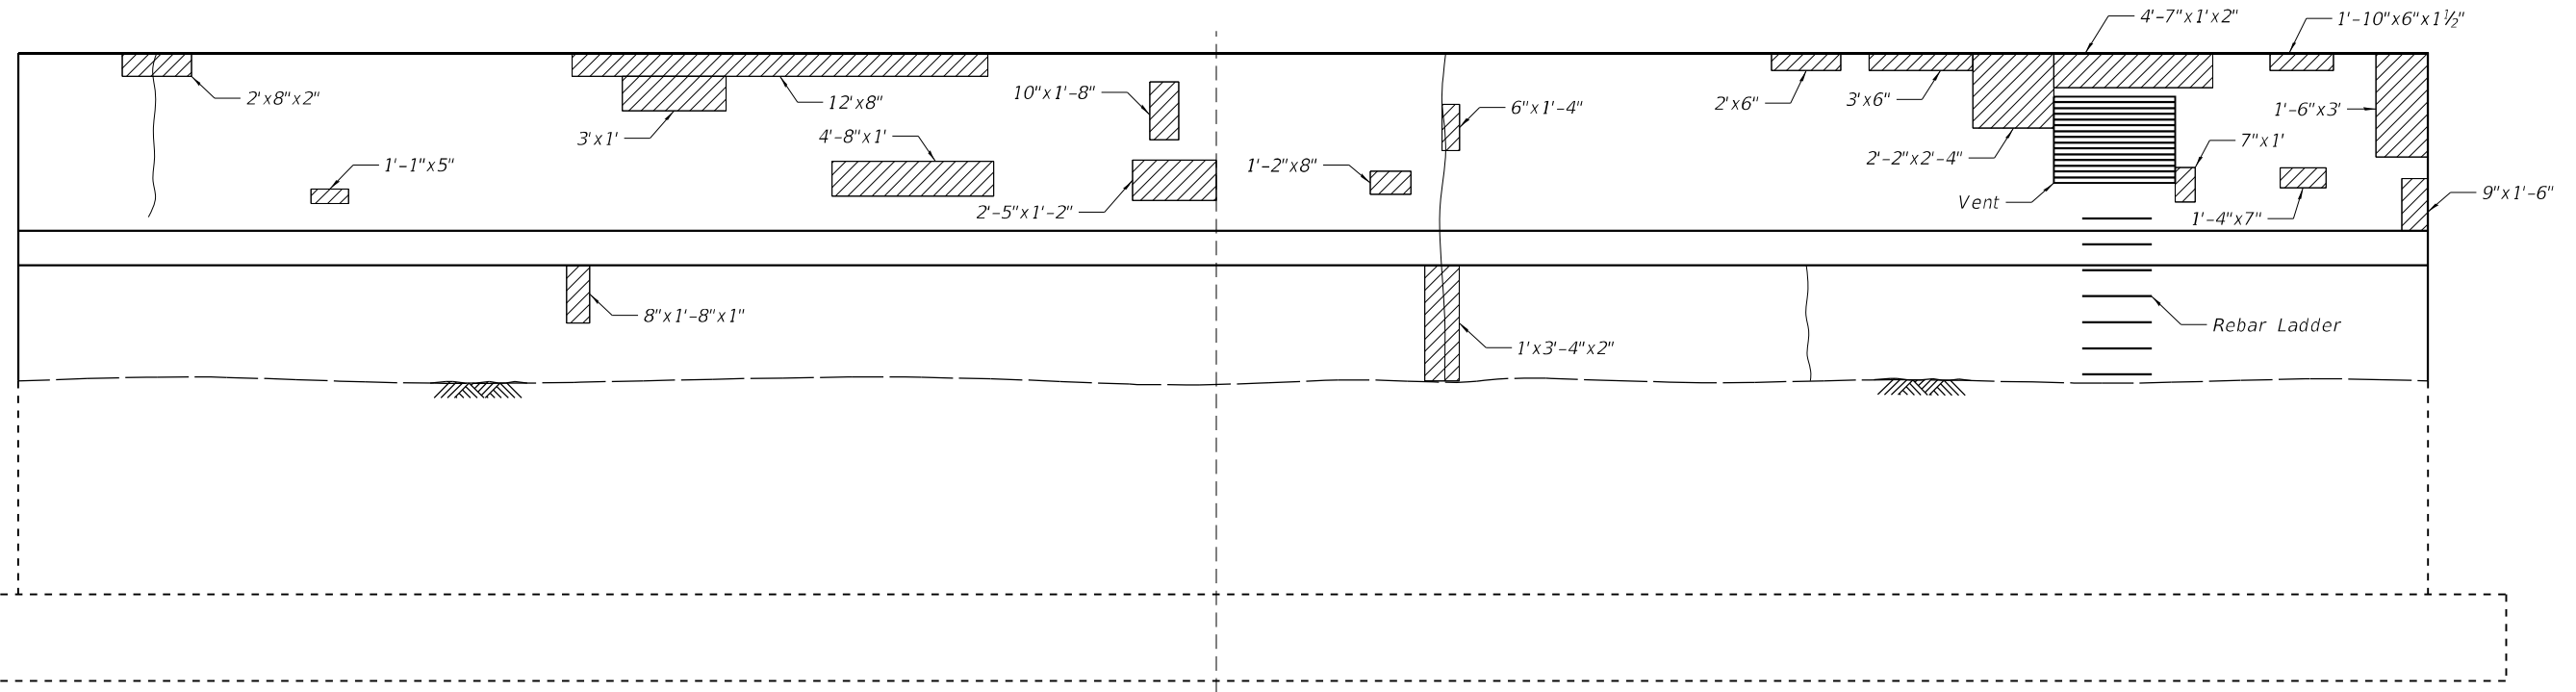 4'-7"x1'x2"
1'-10"x6"x1½"
2'x8"x2"
12'x8"
10"x1'-8"
6"x1'-4"
2'x6"
3'x6"
1'-6"x3'
3'x1'
4'-8"x1'
7"x1'
1'-1"x5"
1'-2"x8"
2'-2"x2'-4"
9"x1'-6"
Vent
2'-5"x1'-2"
1'-4"x7"
8"x1'-8"x1"
Rebar Ladder
1'x3'-4"x2"